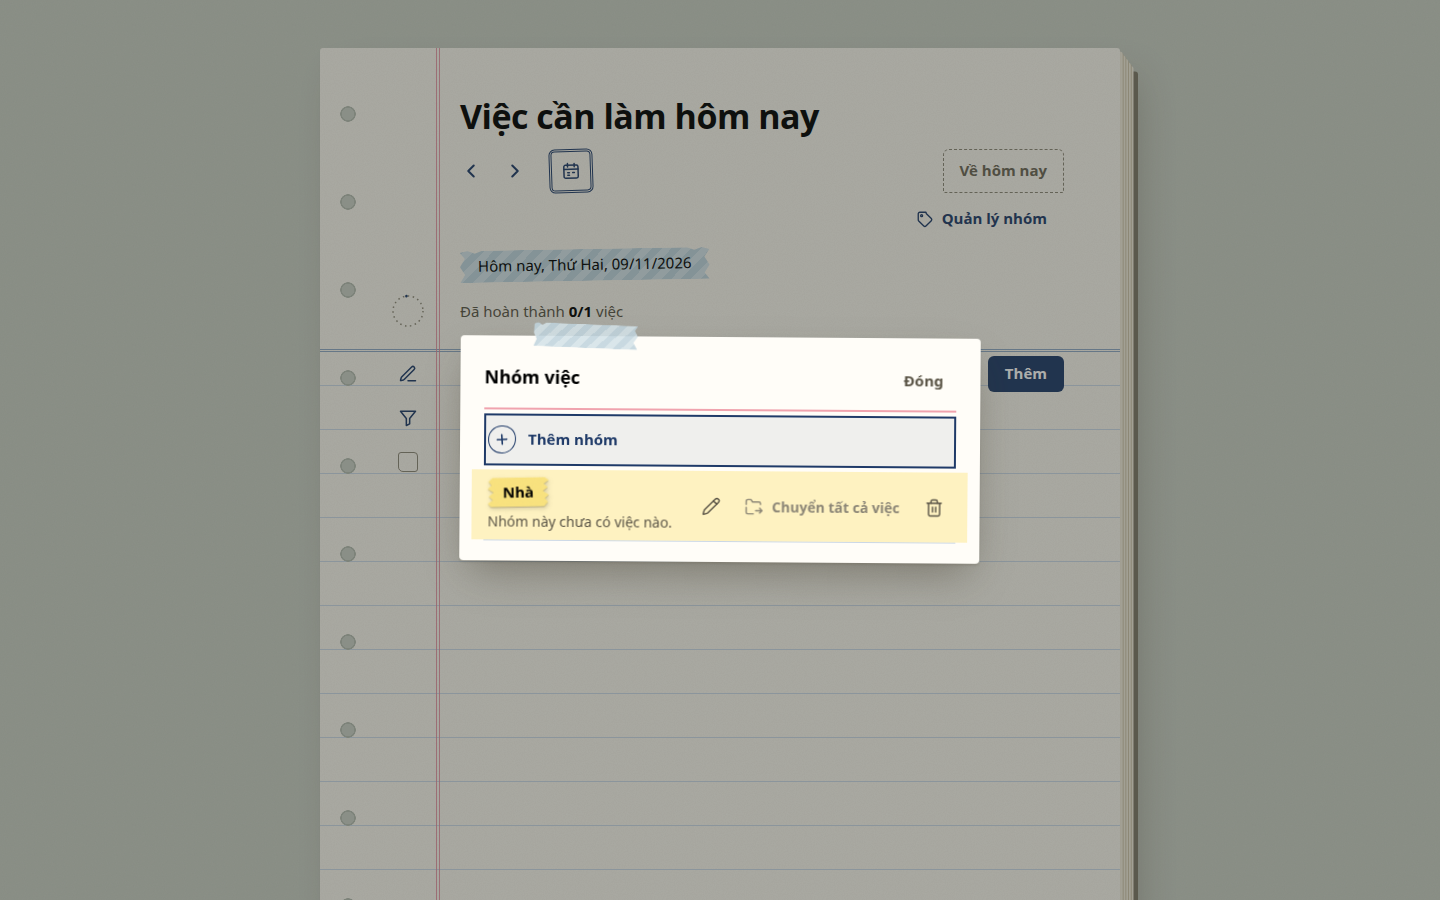 Việc cần làm hôm nay
Về hôm nay
Quản lý nhóm
Hôm nay, Thứ Hai, 09/11/2026
Đã hoàn thành 0/1 việc
Nhóm việc
Đóng
Thêm
Thêm nhóm
Nhà
Nhóm này chưa có việc nào.
Chuyển tất cả việc